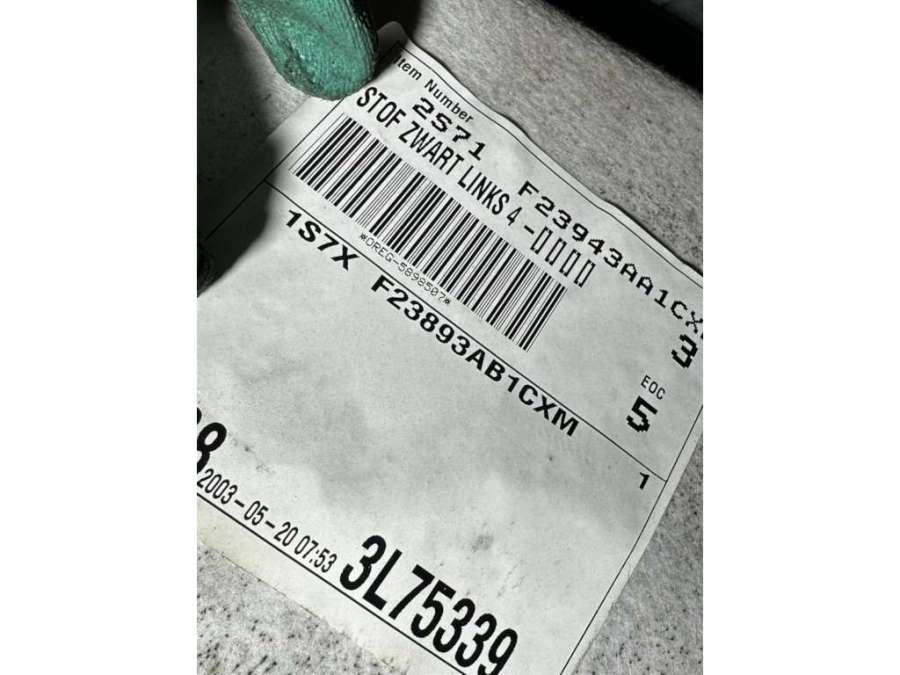 Item Number
2S71 F23943AA1CX
STOF ZWART LINKS 4 -
3
*OREG-5898507*
EOC
5
1S7X F23893AB1CXM
1
8
2003-05-20 07:53 3L75339